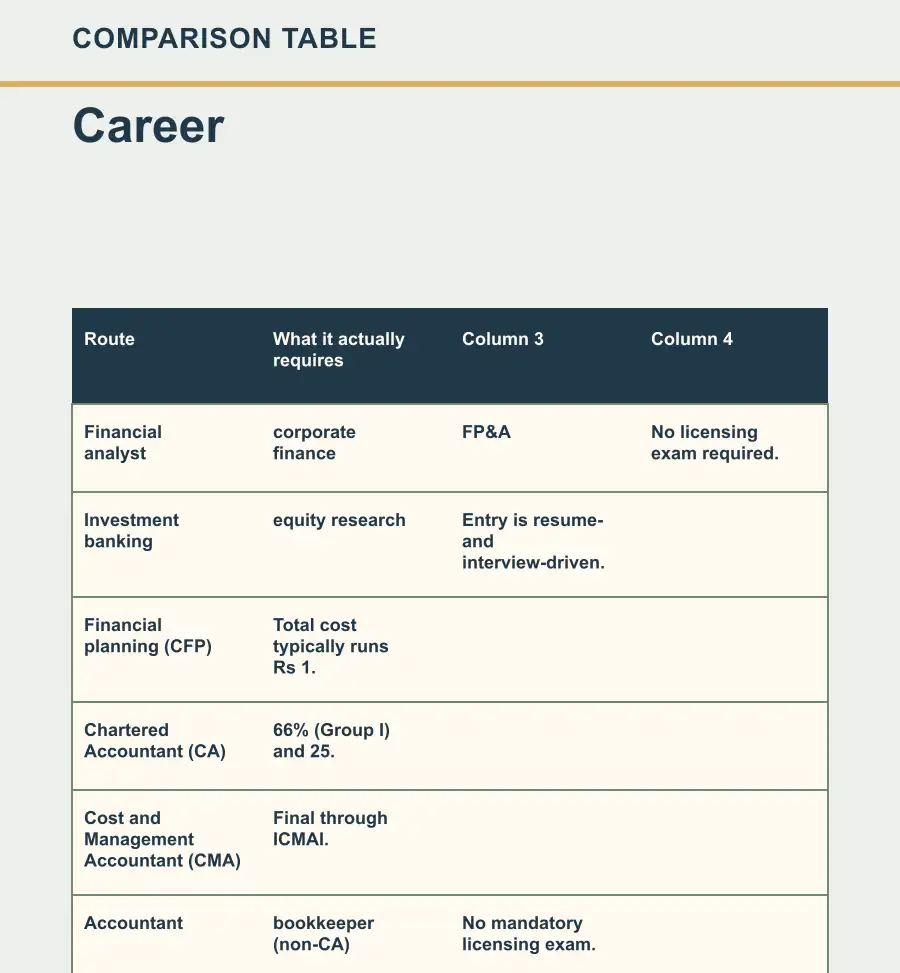 COMPARISON TABLE
Career
Route
What it actually
requires
Column 3
Column 4
Financial
analyst
corporate
finance
FP&A
No licensing
exam required.
Investment
banking
equity research
Entry is resume-
and
interview-driven.
Financial
planning (CFP)
Total cost
typically runs
Rs 1.
Chartered
Accountant (CA)
66% (Group I)
and 25.
Cost and
Management
Accountant (CMA)
Final through
ICMAI.
Accountant
bookkeeper
(non-CA)
No mandatory
licensing exam.